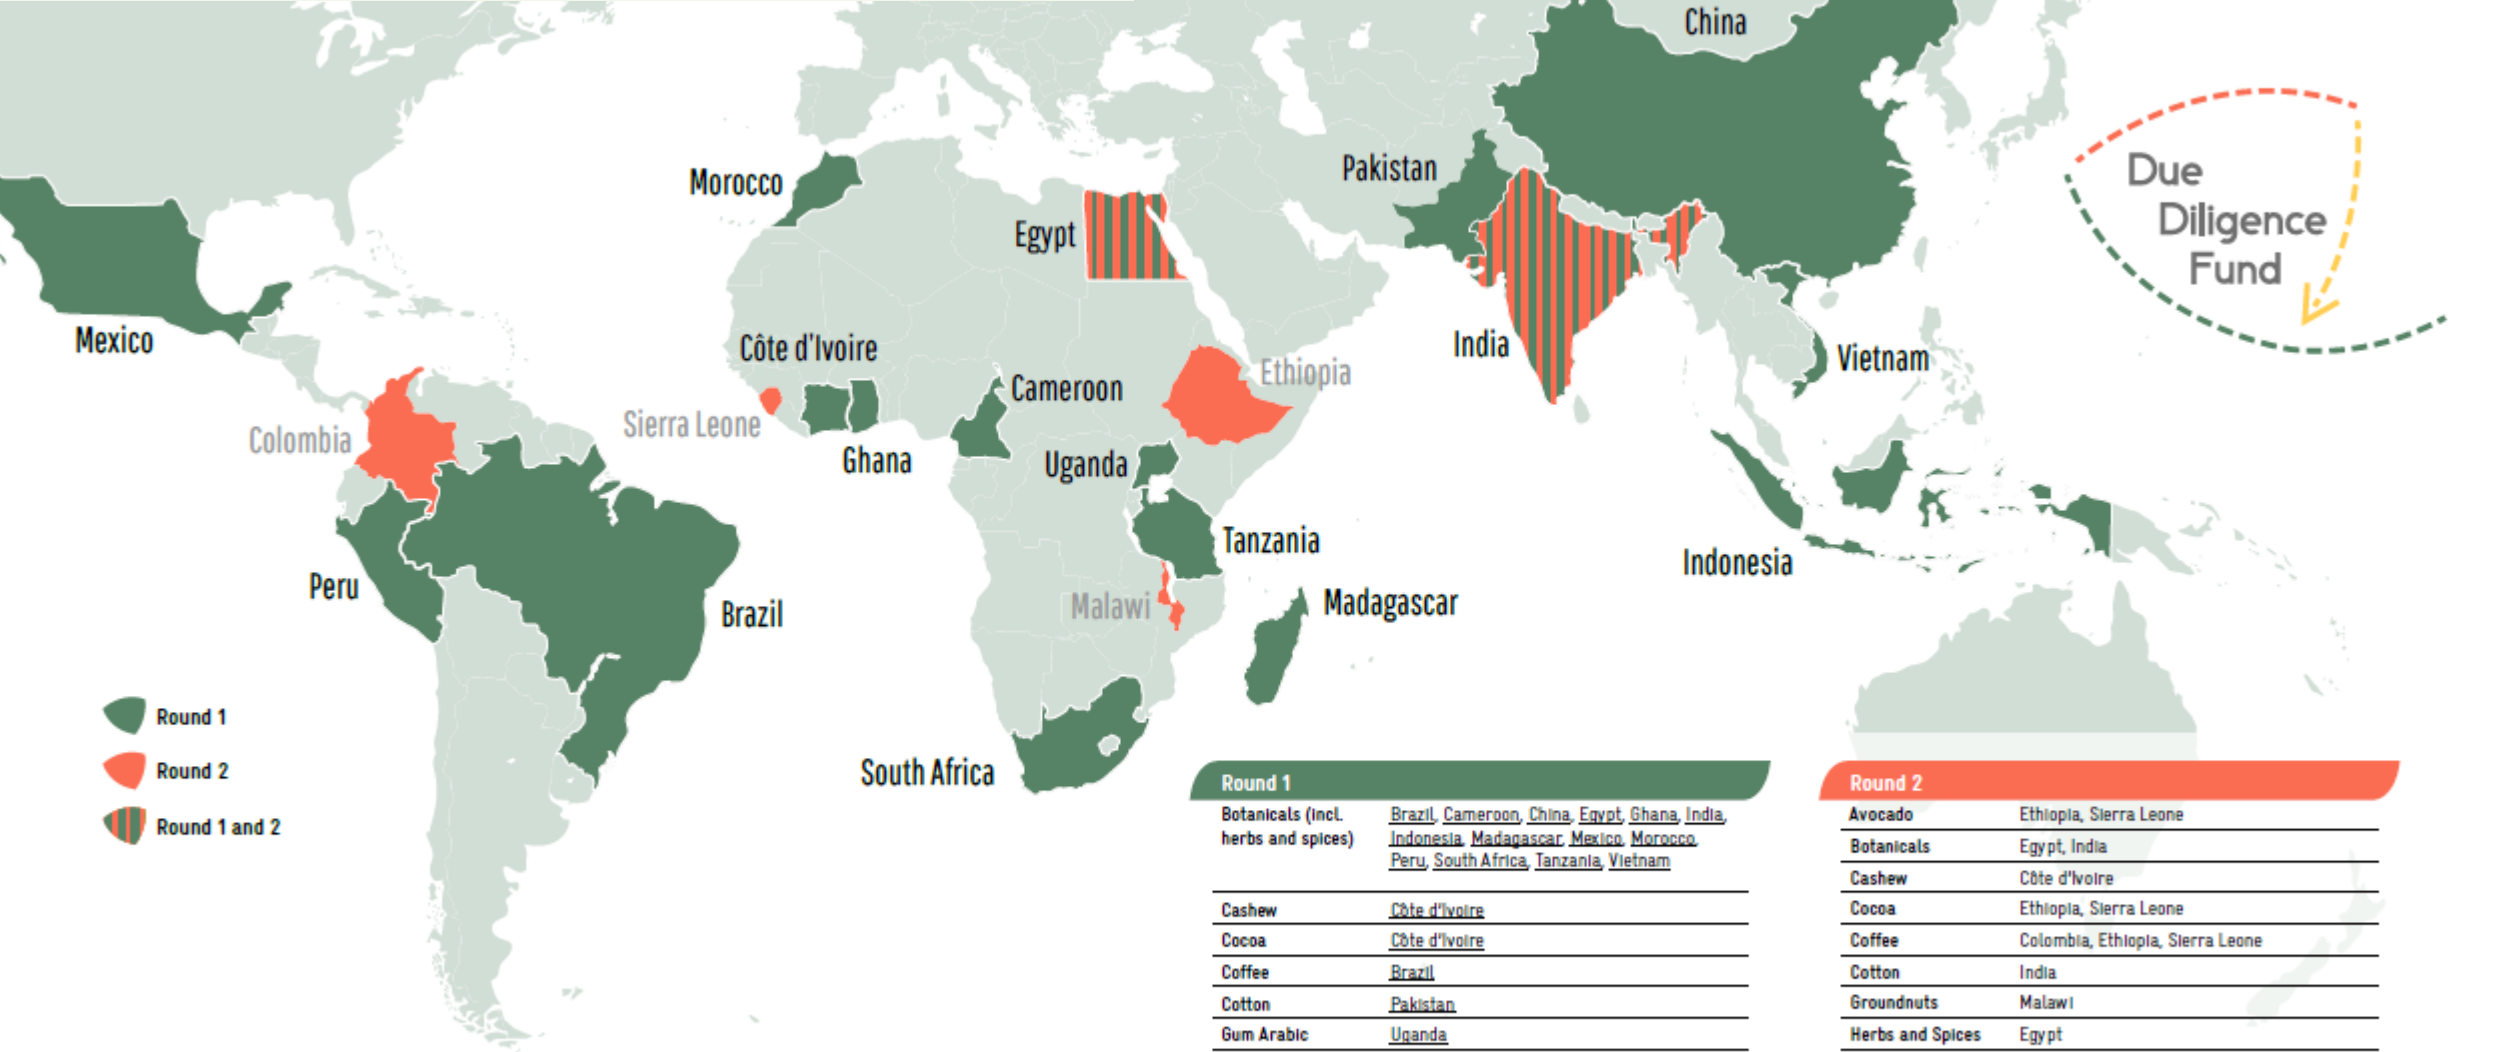 China
Morocco
Pakistan
Egypt
Due
Diligence
Fund
Mexico
Côte d'Ivoire
India
Vietnam
Ethiopia
Cameroon
Sierra Leone
Colombia
Ghana
Uganda
Tanzania
Indonesia
Peru
Malawi
Madagascar
Brazil
South Africa
Round 1
Round 2
Round 1 and 2
Round 1
Botanicals (incl. Brazil, Cameroon, China, Egypt, Ghana, India,
herbs and spices) Indonesia, Madagascar, Mexico, Morocco,
Peru, South Africa, Tanzania, Vietnam
Cashew Côte d'Ivoire
Cocoa Côte d'Ivoire
Coffee Brazil
Cotton Pakistan
Gum Arabic Uganda
Round 2
Avocado Ethiopia, Sierra Leone
Botanicals Egypt, India
Cashew Côte d'Ivoire
Cocoa Ethiopia, Sierra Leone
Coffee Colombia, Ethiopia, Sierra Leone
Cotton India
Groundnuts Malawi
Herbs and Spices Egypt